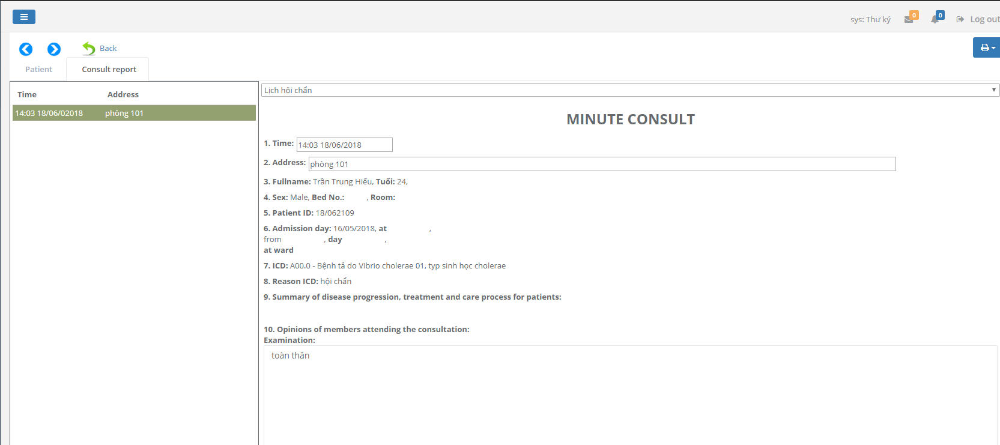 sys: Thư ký 0 0 Log out
Back
Patient Consult report
Time Address
14:03 18/06/02018 phòng 101
Lịch hội chẩn
MINUTE CONSULT
1. Time: 14:03 18/06/2018
2. Address: phòng 101
3. Fullname: Trần Trung Hiếu, Tuổi: 24,
4. Sex: Male, Bed No.: , Room:
5. Patient ID: 18/062109
6. Admission day: 16/05/2018, at ,
from , day ,
at ward
7. ICD: A00.0 - Bệnh tả do Vibrio cholerae 01, typ sinh học cholerae
8. Reason ICD: hội chẩn
9. Summary of disease progression, treatment and care process for patients:
10. Opinions of members attending the consultation:
Examination:
toàn thân